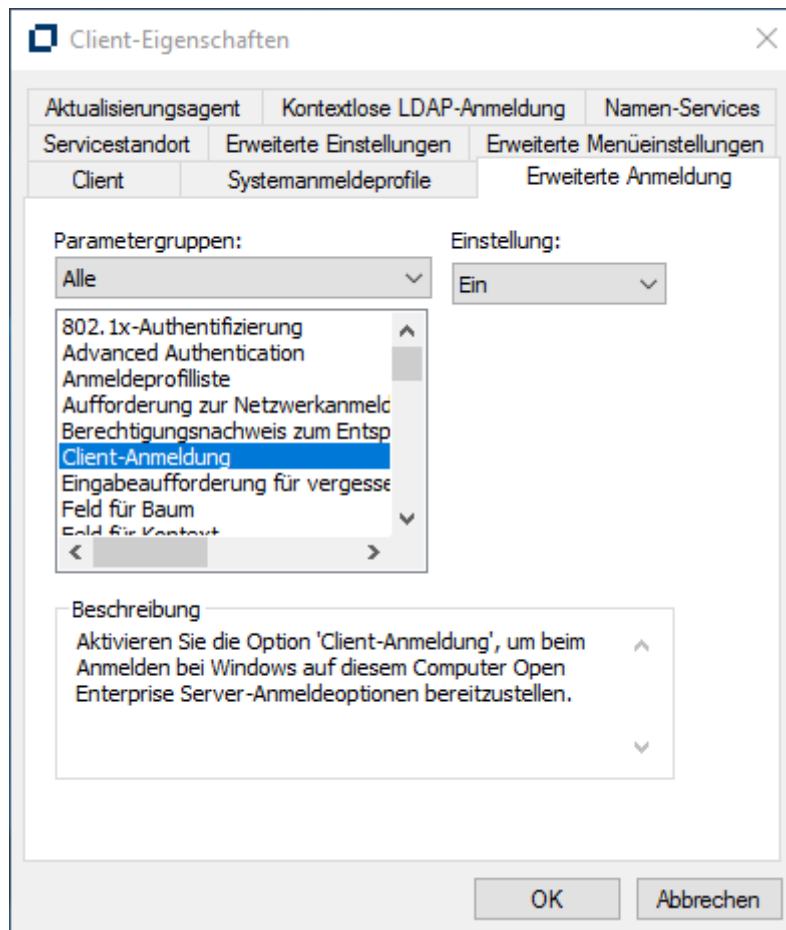 Client-Eigenschaften
Aktualisierungsagent Kontextlose LDAP-Anmeldung Namen-Services
Servicestandort Erweiterte Einstellungen Erweiterte Menüeinstellungen
Client Systemanmeldeprofile Erweiterte Anmeldung
Parametergruppen: Einstellung:
Alle Ein
802.1x-Authentifizierung
Advanced Authentication
Anmeldeprofilliste
Aufforderung zur Netzwerkanmeld
Berechtigungsnachweis zum Entsp
Client-Anmeldung
Eingabeaufforderung für vergesse
Feld für Baum
Feld für Kontext
Beschreibung
Aktivieren Sie die Option 'Client-Anmeldung', um beim
Anmelden bei Windows auf diesem Computer Open
Enterprise Server-Anmeldeoptionen bereitzustellen.
OK Abbrechen